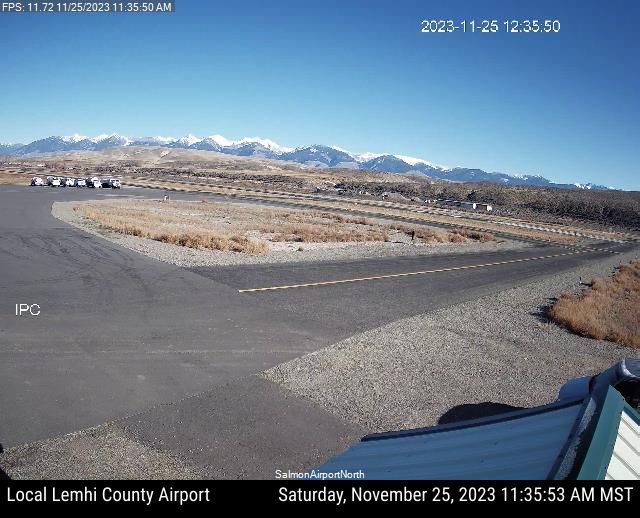 FPS: 11.72 11/25/2023 11:35:50 AM
2023-11-25 12:35:50
IPC
SalmonAirportNorth
Local Lemhi County Airport
Saturday, November 25, 2023 11:35:53 AM MST